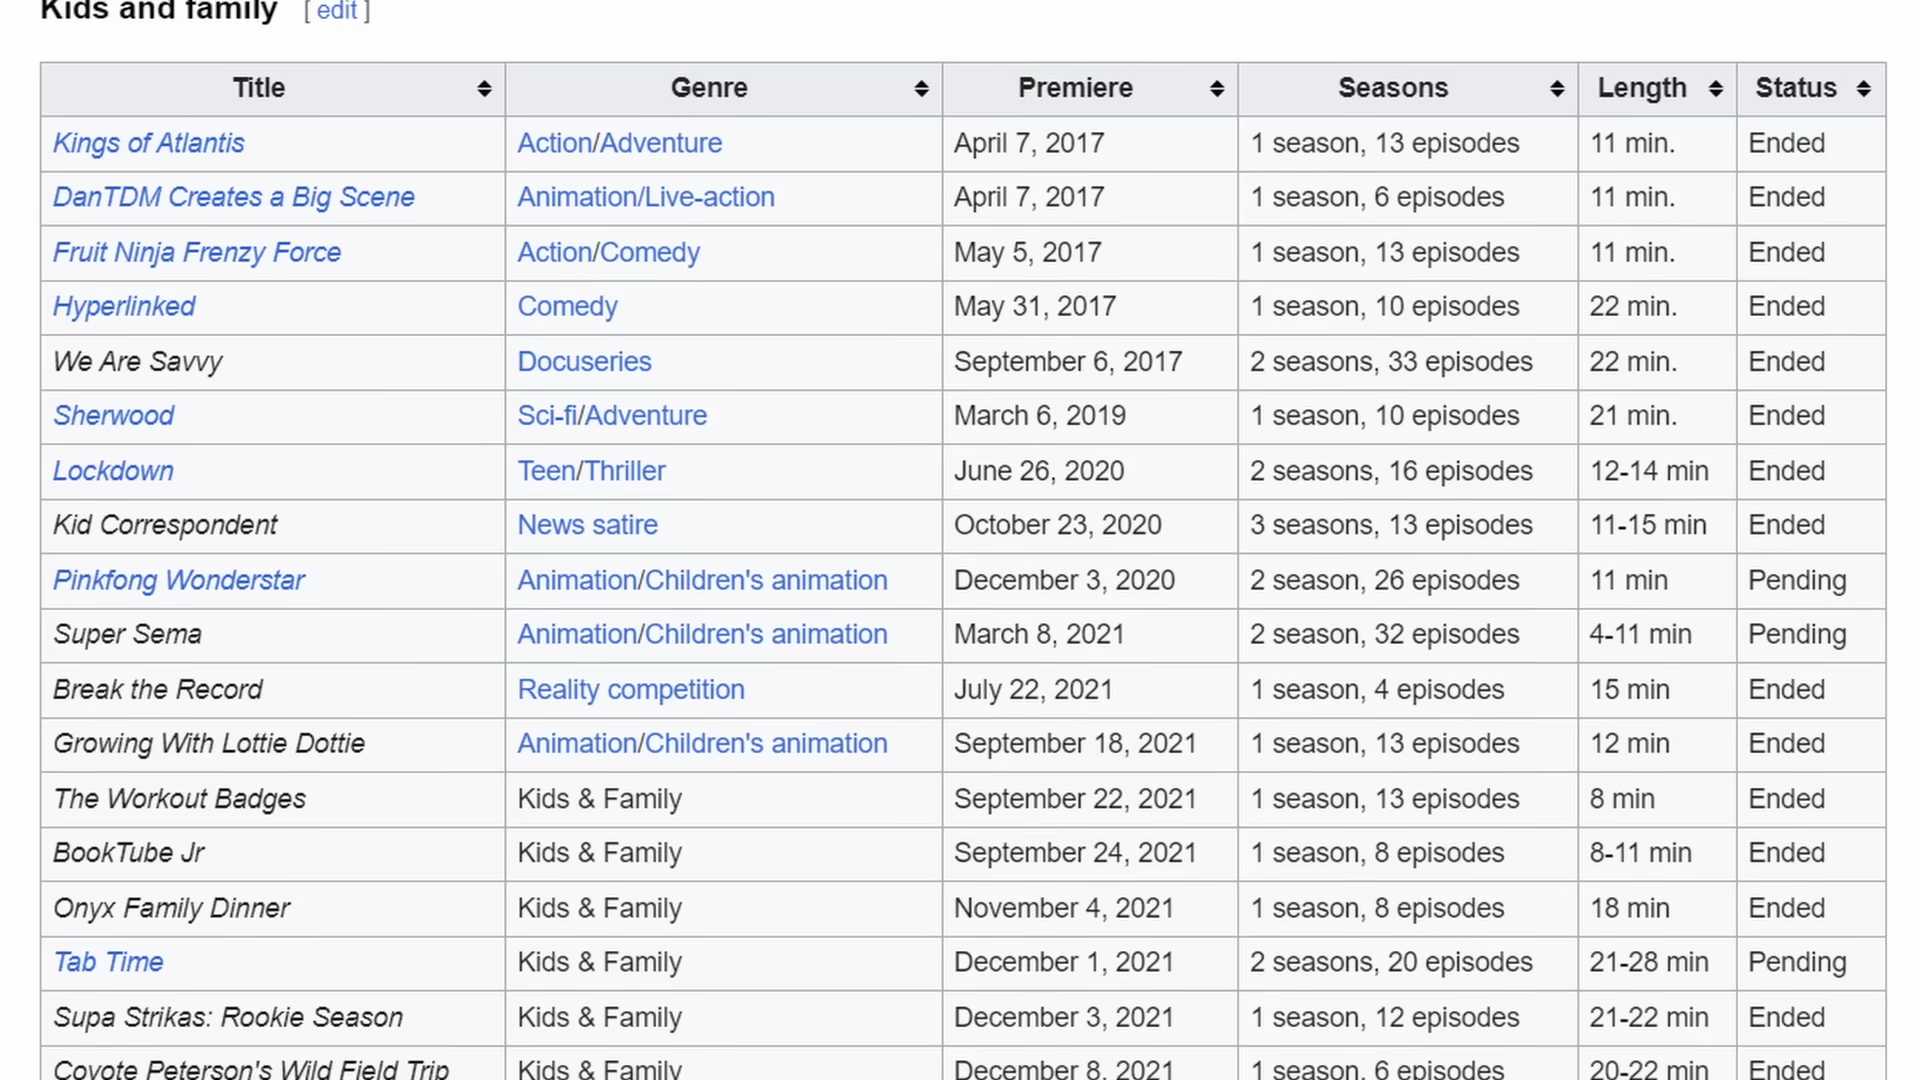 Kids and family [ edit ]
Title Genre Premiere Seasons Length Status
Kings of Atlantis Action/Adventure April 7, 2017 1 season, 13 episodes 11 min. Ended
DanTDM Creates a Big Scene Animation/Live-action April 7, 2017 1 season, 6 episodes 11 min. Ended
Fruit Ninja Frenzy Force Action/Comedy May 5, 2017 1 season, 13 episodes 11 min. Ended
Hyperlinked Comedy May 31, 2017 1 season, 10 episodes 22 min. Ended
We Are Savvy Docuseries September 6, 2017 2 seasons, 33 episodes 22 min. Ended
Sherwood Sci-fi/Adventure March 6, 2019 1 season, 10 episodes 21 min. Ended
Lockdown Teen/Thriller June 26, 2020 2 seasons, 16 episodes 12-14 min Ended
Kid Correspondent News satire October 23, 2020 3 seasons, 13 episodes 11-15 min Ended
Pinkfong Wonderstar Animation/Children's animation December 3, 2020 2 season, 26 episodes 11 min Pending
Super Sema Animation/Children's animation March 8, 2021 2 season, 32 episodes 4-11 min Pending
Break the Record Reality competition July 22, 2021 1 season, 4 episodes 15 min Ended
Growing With Lottie Dottie Animation/Children's animation September 18, 2021 1 season, 13 episodes 12 min Ended
The Workout Badges Kids & Family September 22, 2021 1 season, 13 episodes 8 min Ended
BookTube Jr Kids & Family September 24, 2021 1 season, 8 episodes 8-11 min Ended
Onyx Family Dinner Kids & Family November 4, 2021 1 season, 8 episodes 18 min Ended
Tab Time Kids & Family December 1, 2021 2 seasons, 20 episodes 21-28 min Pending
Supa Strikas: Rookie Season Kids & Family December 3, 2021 1 season, 12 episodes 21-22 min Ended
Coyote Peterson's Wild Field Trip Kids & Family December 8, 2021 1 season, 6 episodes 20-22 min Ended